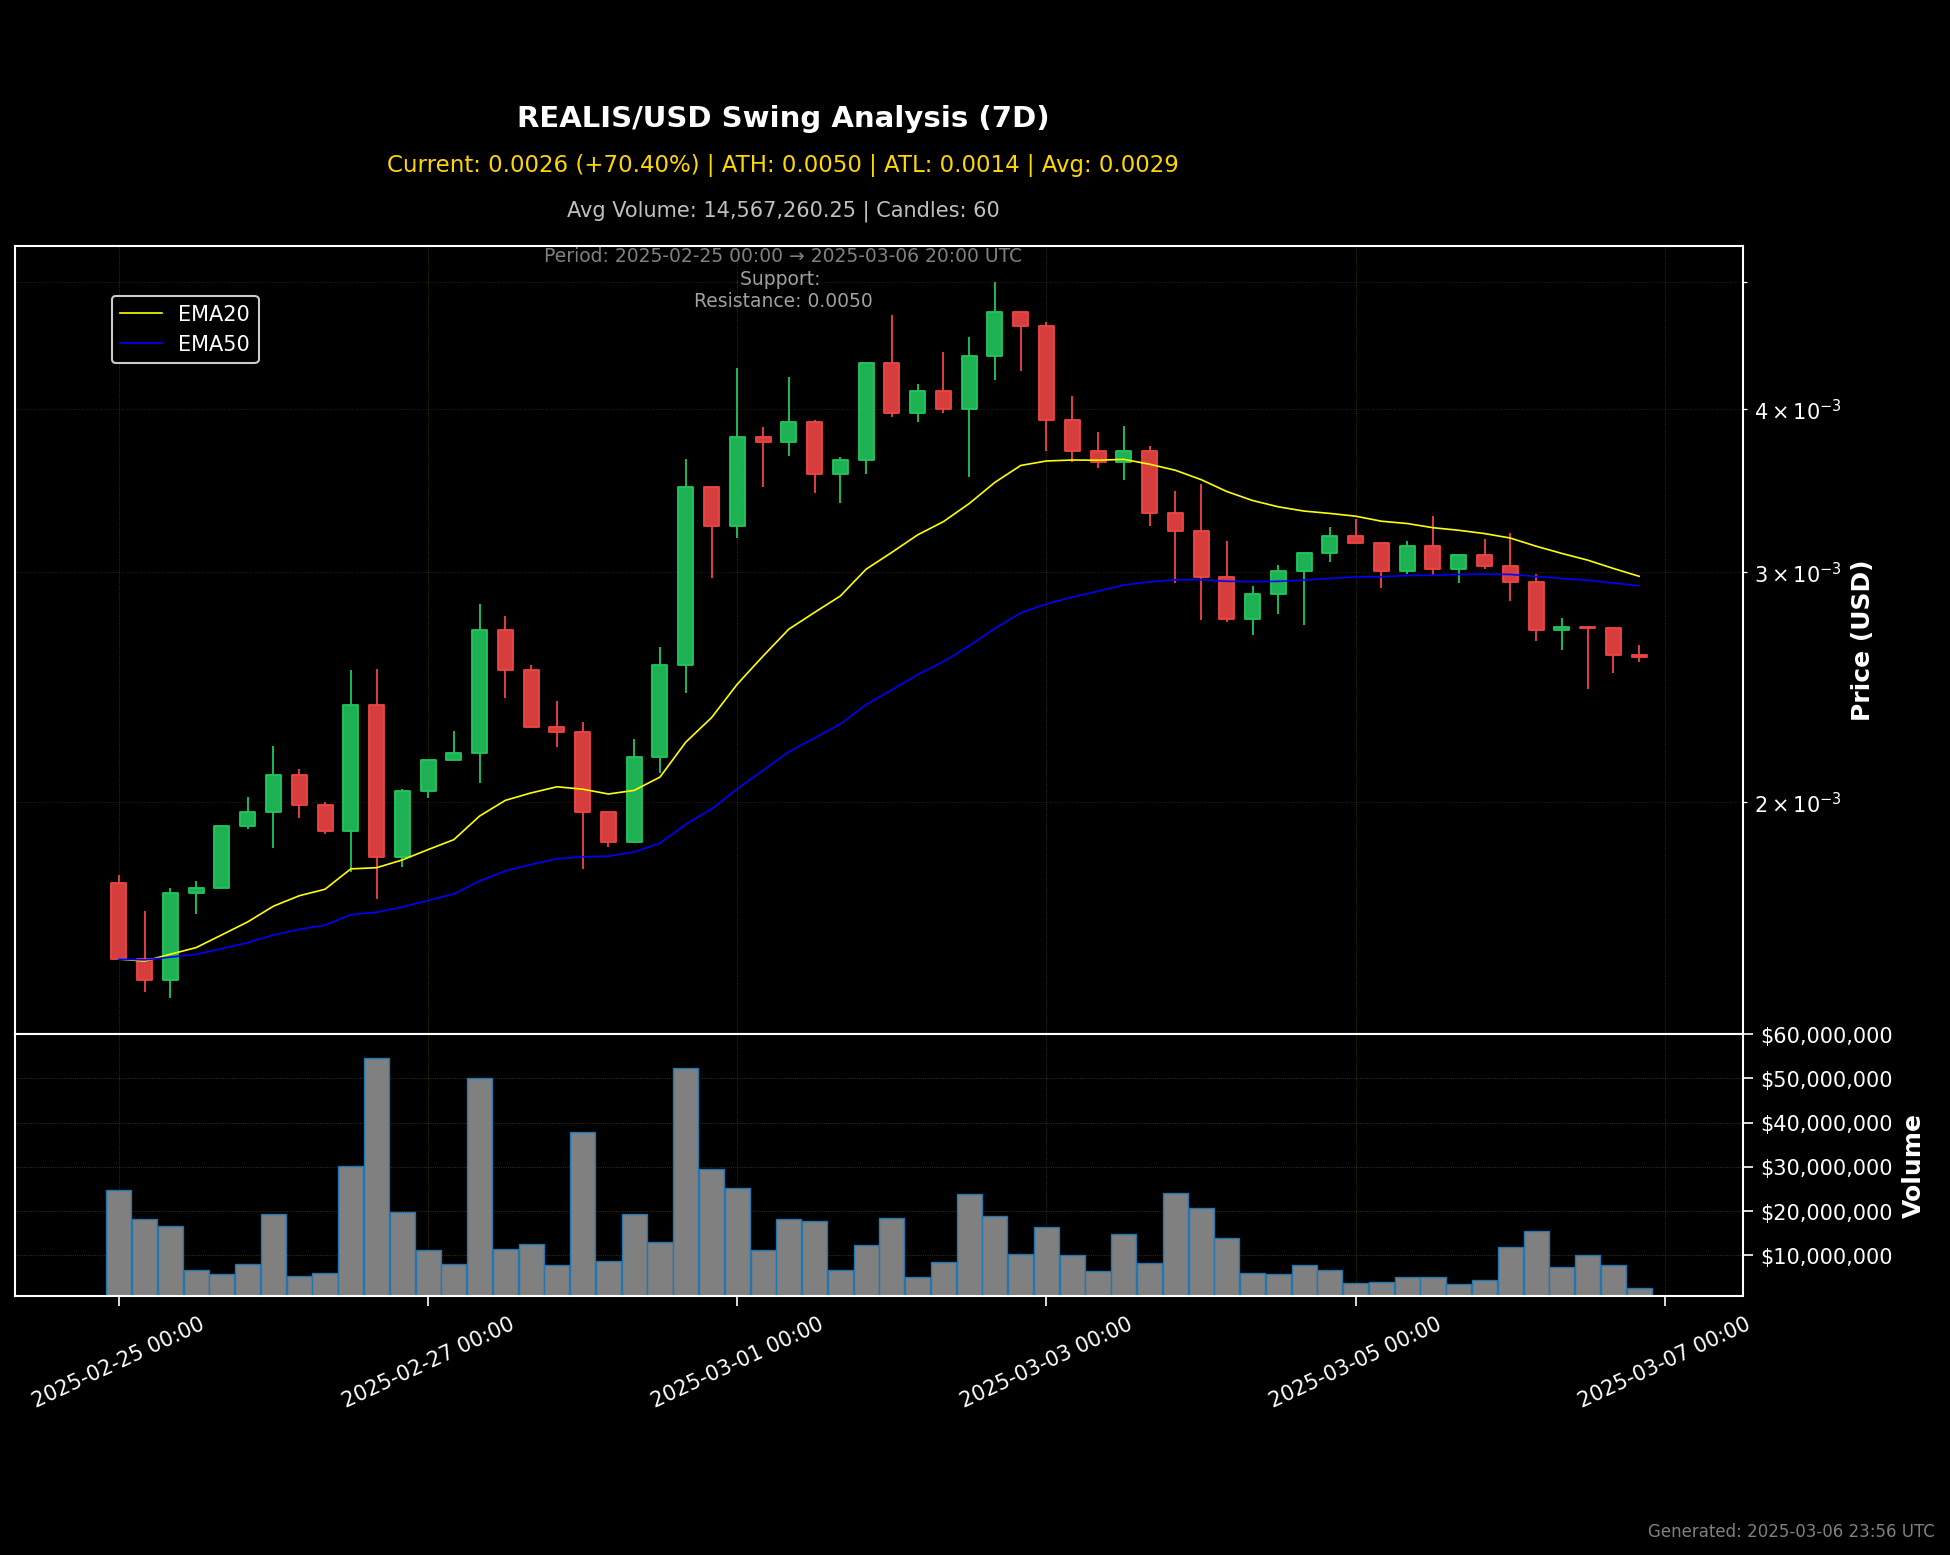 REALIS/USD Swing Analysis (7D)
Current: 0.0026 (+70.40%) | ATH: 0.0050 | ATL: 0.0014 | Avg: 0.0029
Avg Volume: 14,567,260.25 | Candles: 60
Period: 2025-02-25 00:00 → 2025-03-06 20:00 UTC
Support:
Resistance: 0.0050
EMA20
EMA50
4 × 10⁻³
3 × 10⁻³
2 × 10⁻³
Price (USD)
$60,000,000
$50,000,000
$40,000,000
$30,000,000
$20,000,000
$10,000,000
Volume
2025-02-25 00:00
2025-02-27 00:00
2025-03-01 00:00
2025-03-03 00:00
2025-03-05 00:00
2025-03-07 00:00
Generated: 2025-03-06 23:56 UTC